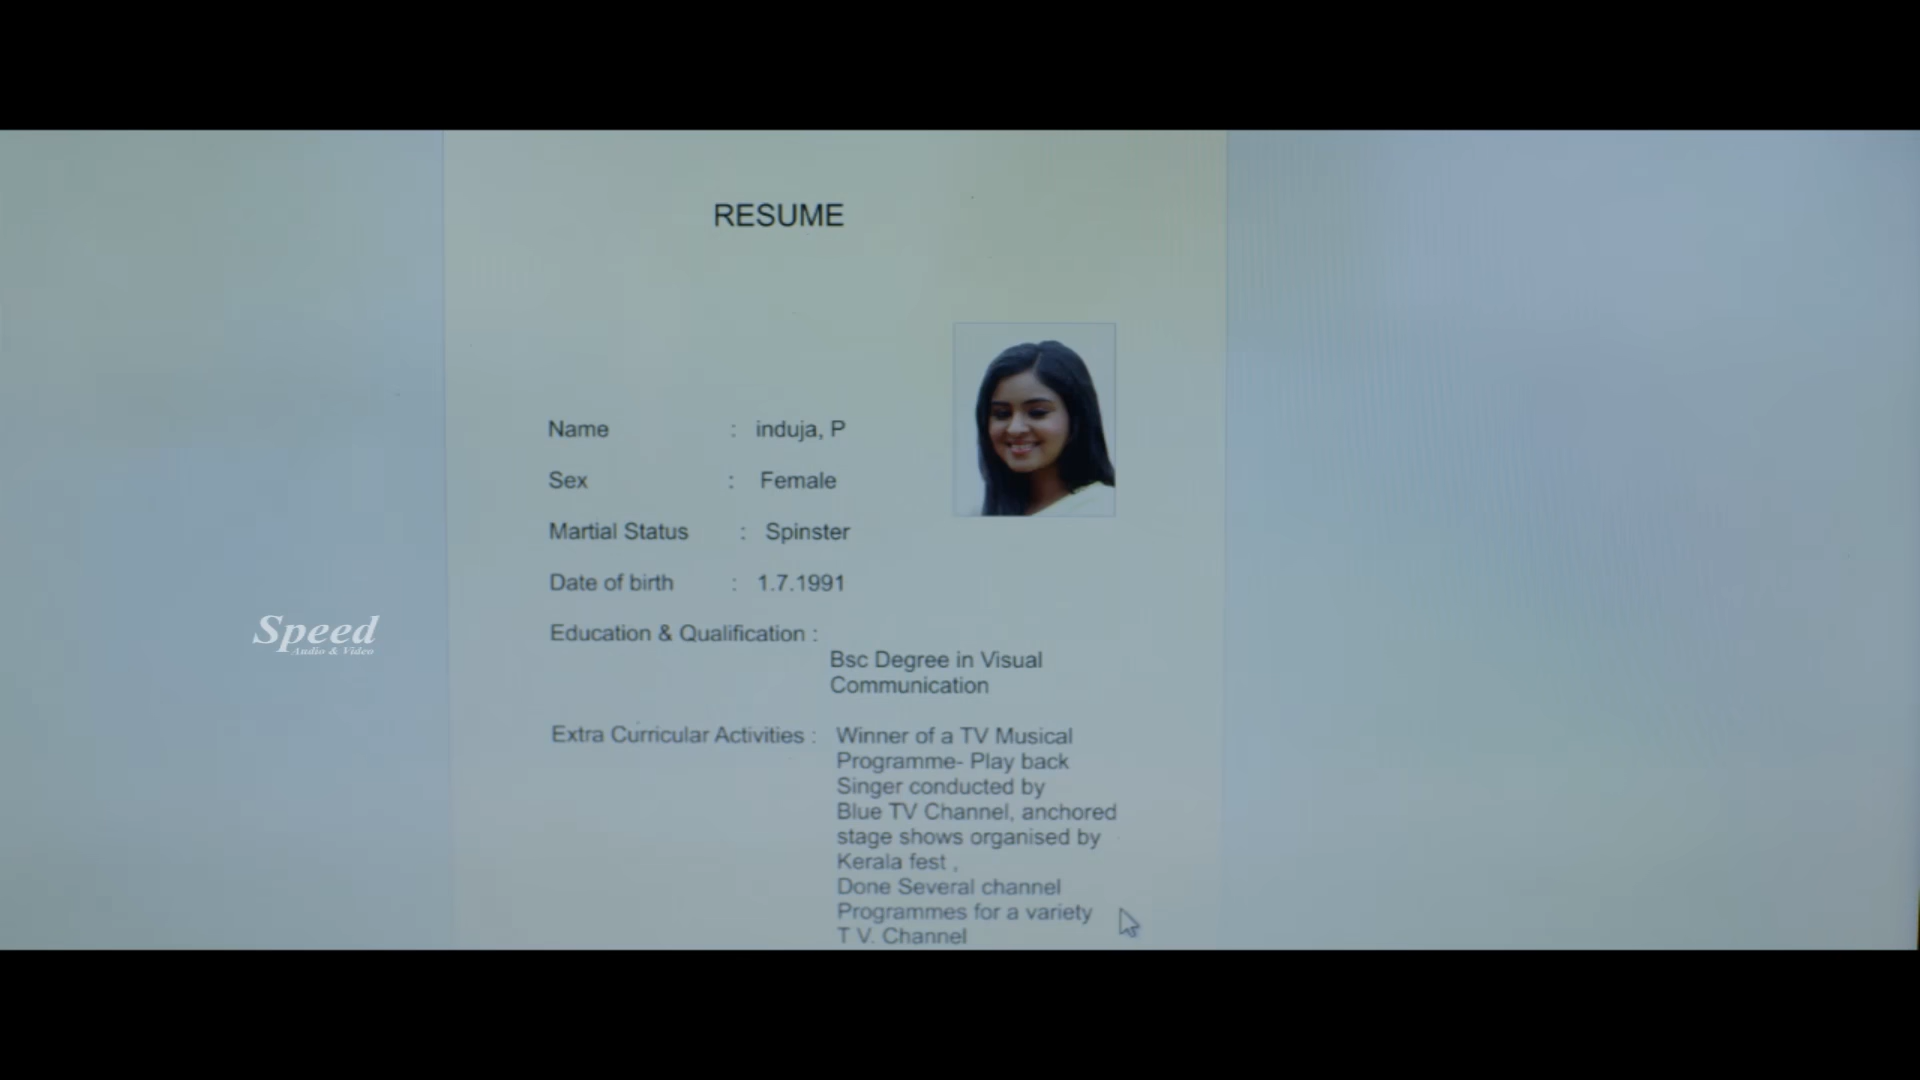 RESUME
Name : induja, P
Sex : Female
Martial Status : Spinster
Date of birth : 1.7.1991
Education & Qualification :
Bsc Degree in Visual
Communication
Extra Curricular Activities : Winner of a TV Musical
Programme- Play back
Singer conducted by
Blue TV Channel, anchored
stage shows organised by
Kerala fest ,
Done Several channel
Programmes for a variety
T V. Channel
Speed
Audio & Video